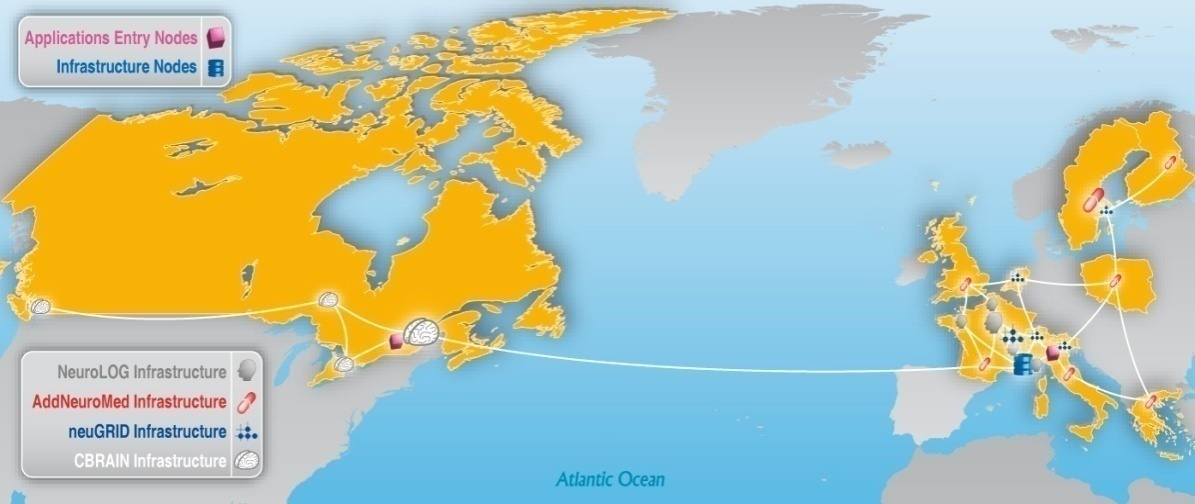 Applications Entry Nodes
Infrastructure Nodes
NeuroLOG Infrastructure
AddNeuroMed Infrastructure
neuGRID Infrastructure
CBRAIN Infrastructure
Atlantic Ocean